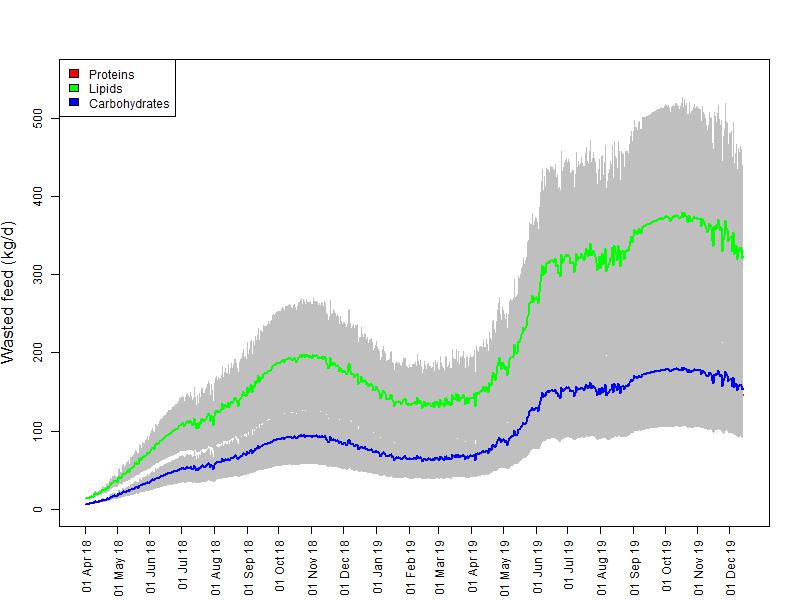 Proteins
Lipids
Carbohydrates
Wasted feed (kg/d)
500
400
300
200
100
0
01 Apr 18
01 May 18
01 Jun 18
01 Jul 18
01 Aug 18
01 Sep 18
01 Oct 18
01 Nov 18
01 Dec 18
01 Jan 19
01 Feb 19
01 Mar 19
01 Apr 19
01 May 19
01 Jun 19
01 Jul 19
01 Aug 19
01 Sep 19
01 Oct 19
01 Nov 19
01 Dec 19